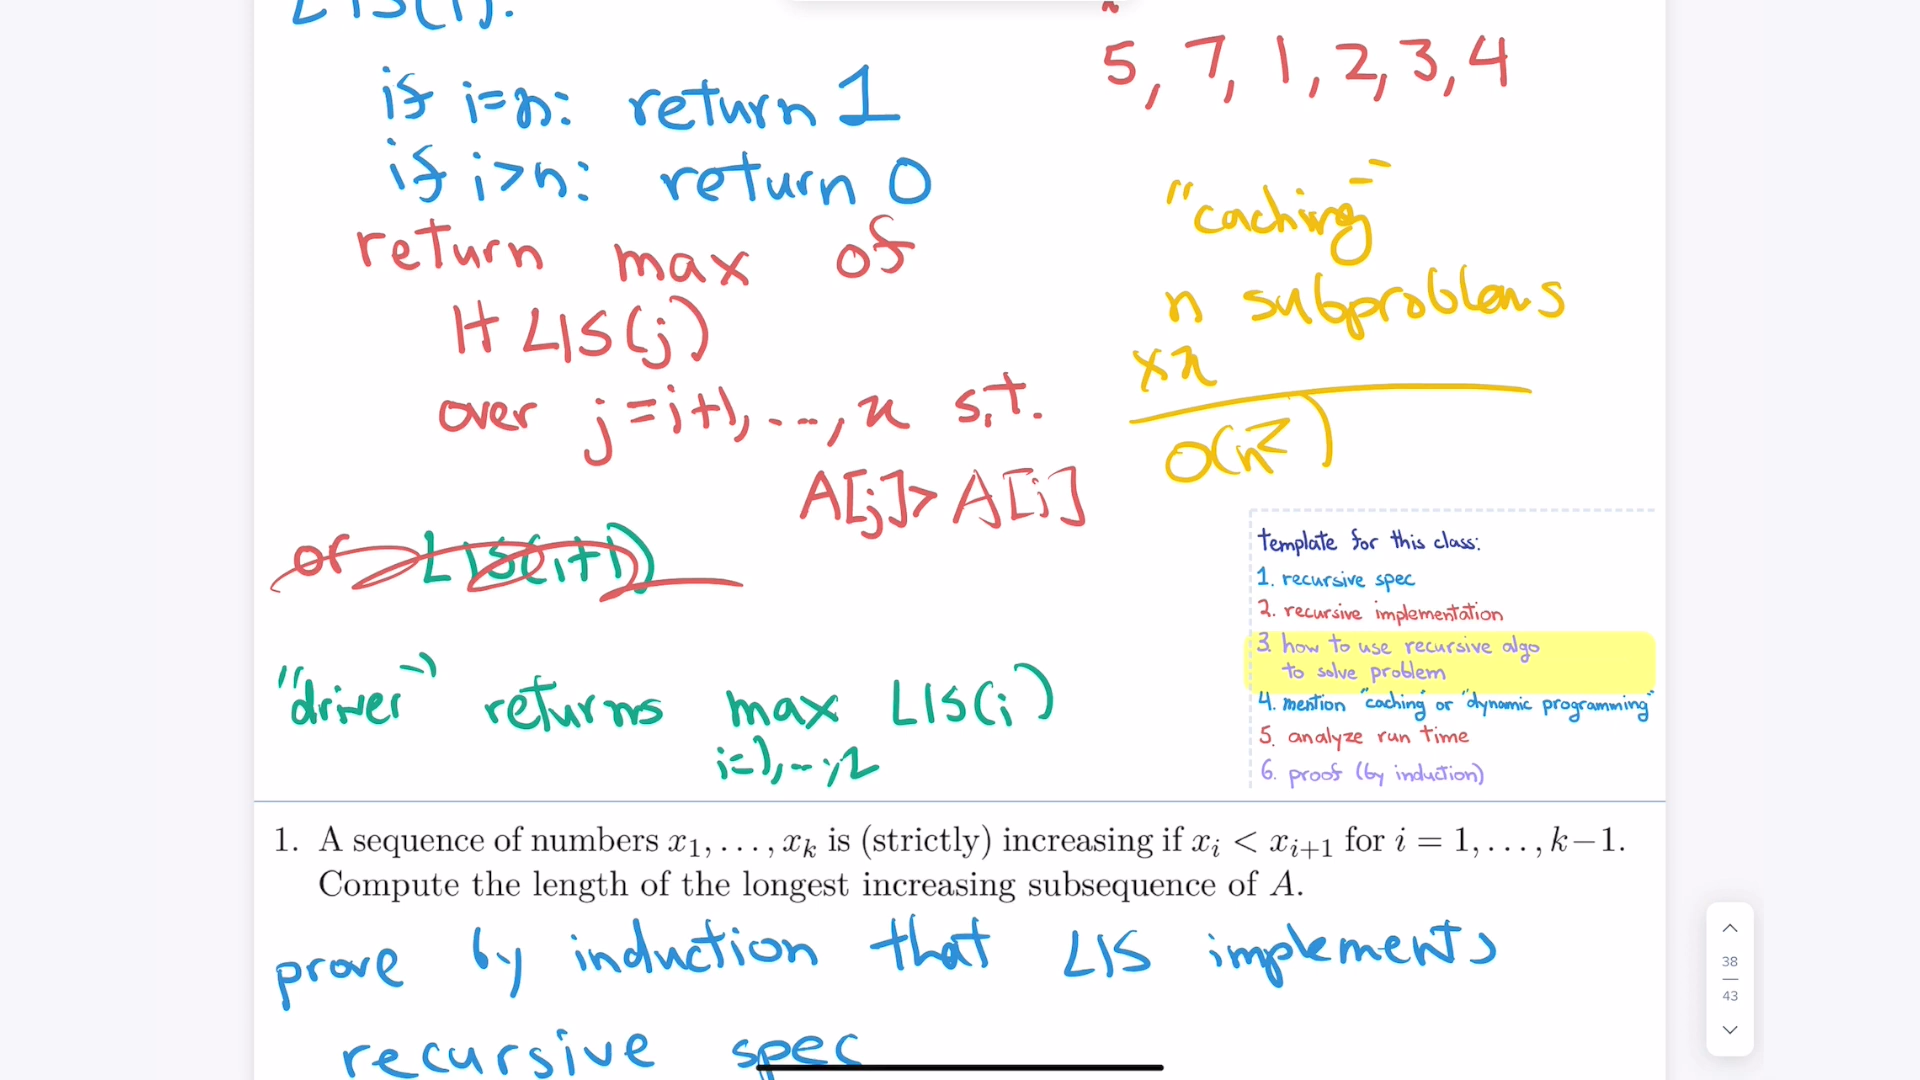 LIS(i):
if i=n: return 1
if i>n: return 0
return max of
1+ LIS(j)
over j=i+1, ..., n s.t.
A[j]> A[i]
or LIS(i+1)
"driver" returns max LIS(i)
i=1,...,n
5, 7, 1, 2, 3, 4
"caching"
n subproblems
xn
O(n²)
template for this class:
1. recursive spec
2. recursive implementation
3. how to use recursive algo
to solve problem
4. mention "caching" or "dynamic programming"
5. analyze run time
6. proof (by induction)
1. A sequence of numbers x₁, . . . , xₖ is (strictly) increasing if xᵢ < xᵢ₊₁ for i = 1, . . . , k−1.
Compute the length of the longest increasing subsequence of A.
prove by induction that LIS implements
recursive spec
38
43